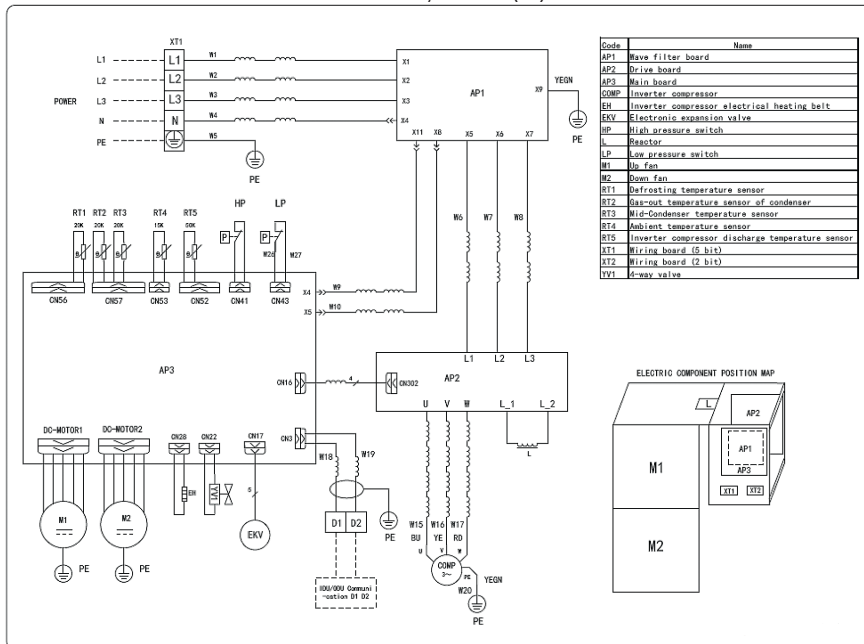 XT1
L1 L1 W1 X1
L2 L2 W2 X2
POWER L3 L3 W3 X3
N N W4 X4
PE W5
PE
AP1
X9 YEGN
PE
X11 X8 X5 X6 X7
Code Name
AP1 Wave filter board
AP2 Drive board
AP3 Main board
COMP Inverter compressor
EH Inverter compressor electrical heating belt
EKV Electronic expansion valve
HP High pressure switch
L Reactor
LP Low pressure switch
M1 Up fan
M2 Down fan
RT1 Defrosting temperature sensor
RT2 Gas-out temperature sensor of condenser
RT3 Mid-Condenser temperature sensor
RT4 Ambient temperature sensor
RT5 Inverter compressor discharge temperature sensor
XT1 Wiring board (5 bit)
XT2 Wiring board (2 bit)
YV1 4-way valve
RT1 RT2 RT3 RT4 RT5 HP LP
20K 20K 20K 15K 50K
θ θ θ θ θ P P W26 W27
W6 W7 W8
CN56 CN57 CN53 CN52 CN41 CN43
X4 W9
X5 W10
AP3
L1 L2 L3
CN16 4 CN302 AP2
U V W L_1 L_2
L
DC-MOTOR1 DC-MOTOR2 CN28 CN22 CN17 CN3
W18 W19
M1 M2 EH YV1 5 EKV
PE PE
D1 D2 PE
IDU/ODU Communi
-cation D1 D2
W15 W16 W17
BU YE RD
U V W
COMP
3~
PE YEGN
W20
PE
ELECTRIC COMPONENT POSITION MAP
L AP2
AP1
M1 AP3
XT1 XT2
M2